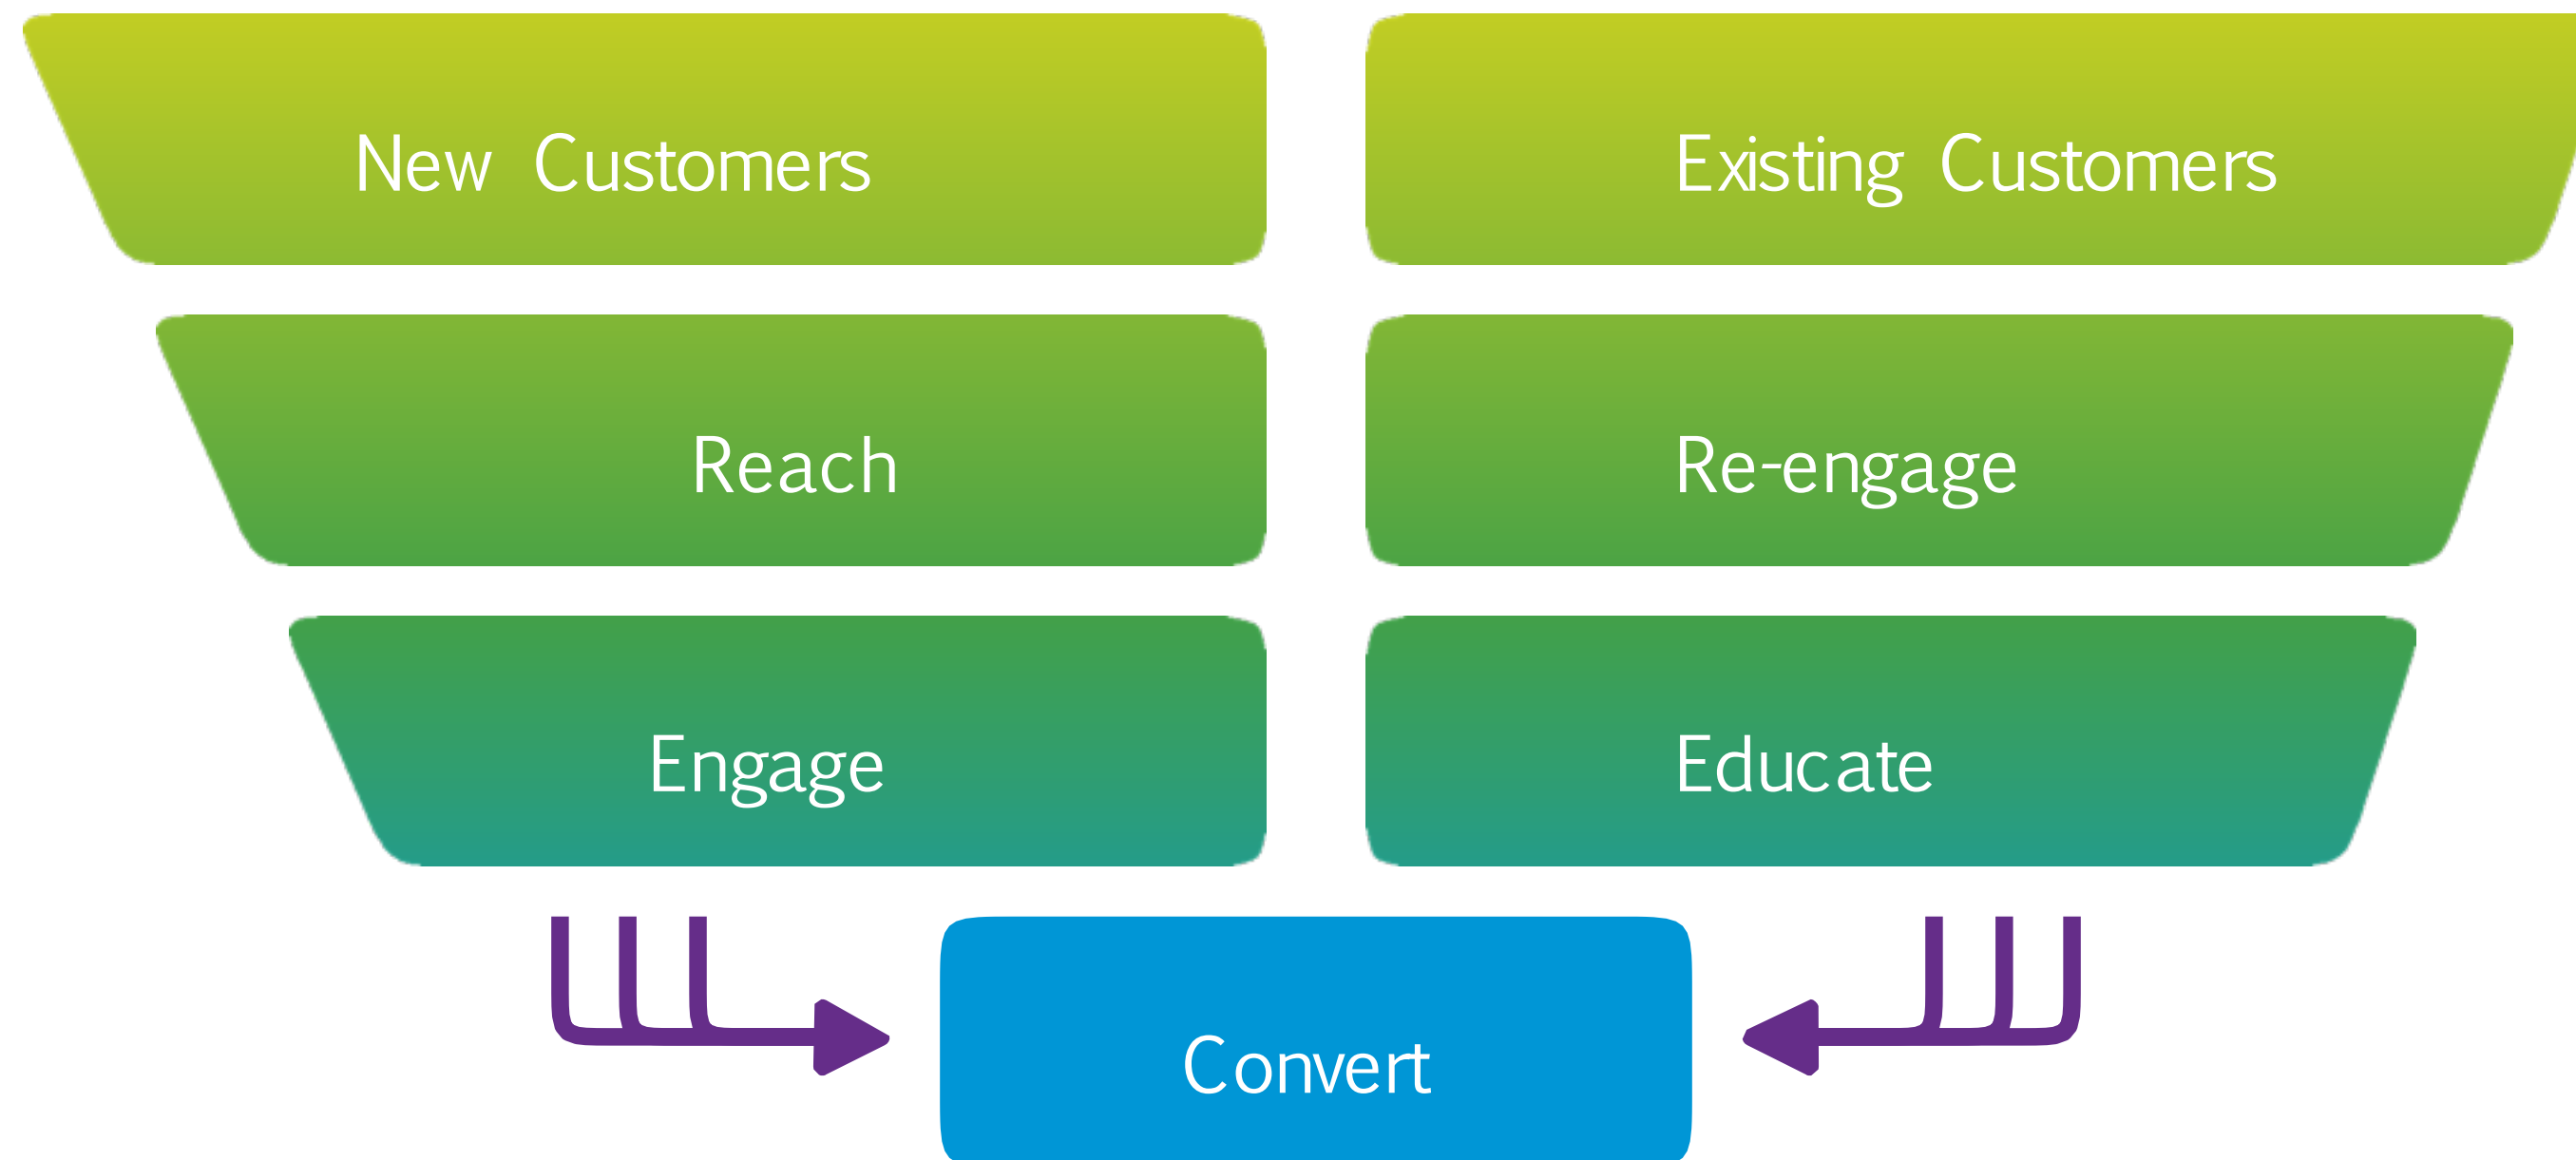 New Customers
Existing Customers
Reach
Re-engage
Engage
Educate
Convert